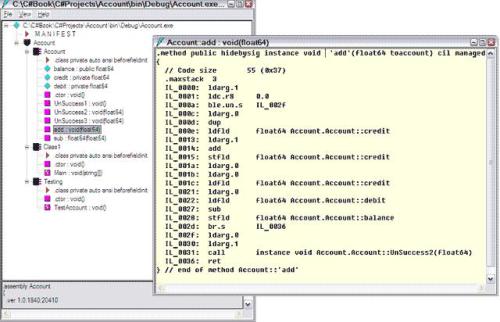 C:\C#Book\C#Projects\Account\bin\Debug\Account.exe...
File View Help
C:\C#Book\C#Projects\Account\bin\Debug\Account.exe
MANIFEST
Account
Account
.class private auto ansi beforefieldinit
balance : public float64
credit : private float64
debit : private float64
.ctor : void()
UnSuccess1 : void()
UnSuccess2 : void(float64)
UnSuccess3 : void(float64)
add : void(float64)
sub : float64(float64)
Class1
.class private auto ansi beforefieldinit
.ctor : void()
Main : void(string[])
Testing
.class private auto ansi beforefieldinit
.ctor : void()
TestAccount : void()
assembly Account
{
.ver 1.0.1840:20410
Account::add : void(float64)
.method public hidebysig instance void 'add'(float64 toaccount) cil managed
{
// Code size 55 (0x37)
.maxstack 3
IL_0000: ldarg.1
IL_0001: ldc.r8 0.0
IL_000a: ble.un.s IL_002f
IL_000c: ldarg.0
IL_000d: dup
IL_000e: ldfld float64 Account.Account::credit
IL_0013: ldarg.1
IL_0014: add
IL_0015: stfld float64 Account.Account::credit
IL_001a: ldarg.0
IL_001b: ldarg.0
IL_001c: ldfld float64 Account.Account::credit
IL_0021: ldarg.0
IL_0022: ldfld float64 Account.Account::debit
IL_0027: sub
IL_0028: stfld float64 Account.Account::balance
IL_002d: br.s IL_0036
IL_002f: ldarg.0
IL_0030: ldarg.1
IL_0031: call instance void Account.Account::UnSuccess2(float64)
IL_0036: ret
} // end of method Account::'add'